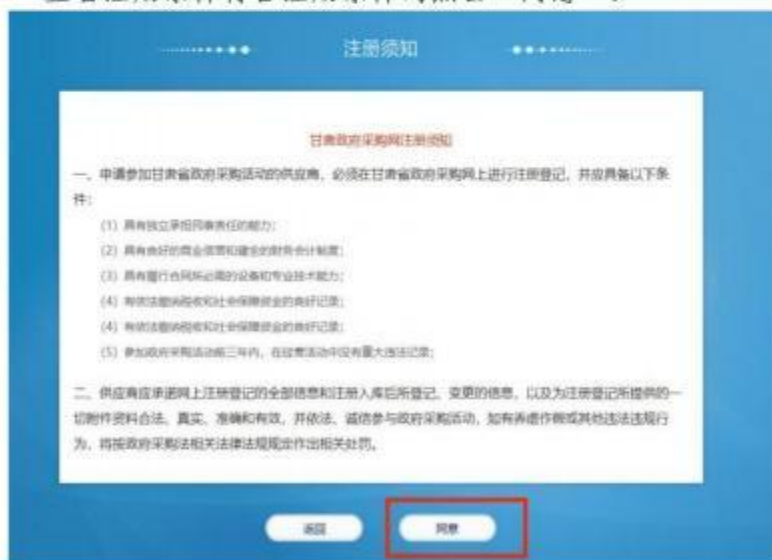 注册须知
甘肃政府采购网注册须知
一、申请参加甘肃省政府采购活动的供应商，必须在甘肃省政府采购网上进行注册登记，并应具备以下条
件：
(1) 具有独立承担民事责任的能力；
(2) 具有良好的商业信誉和健全的财务会计制度；
(3) 具有履行合同所必需的设备和专业技术能力；
(4) 有依法缴纳税收和社会保障资金的良好记录；
(4) 有依法缴纳税收和社会保障资金的良好记录；
(5) 参加政府采购活动前三年内，在经营活动中没有重大违法记录；
二、供应商应承诺网上注册登记的全部信息和注册入库后所登记、变更的信息，以及为注册登记所提供的一
切附件资料合法、真实、准确和有效，并依法、诚信参与政府采购活动，如有弄虚作假或其他违法违规行
为，将按政府采购法相关法律法规规定作出相关处罚。
返回
同意